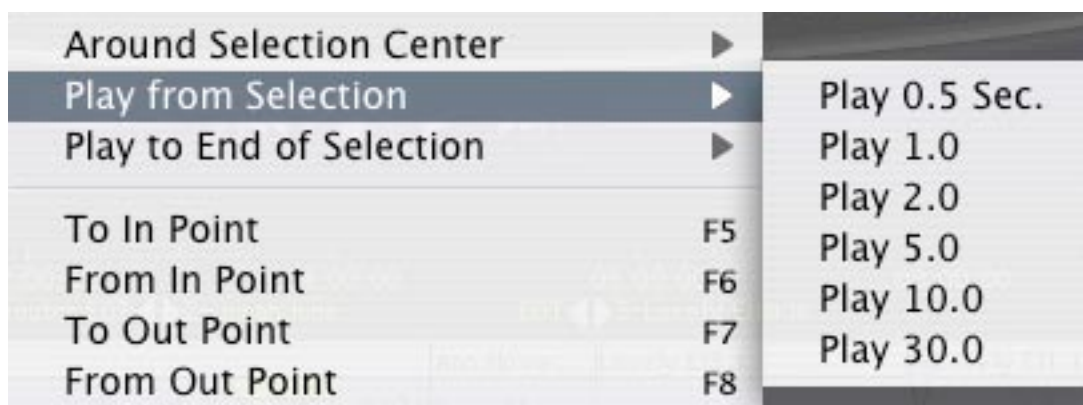 Around Selection Center
Play from Selection
Play to End of Selection
To In Point F5
From In Point F6
To Out Point F7
From Out Point F8
Play 0.5 Sec.
Play 1.0
Play 2.0
Play 5.0
Play 10.0
Play 30.0